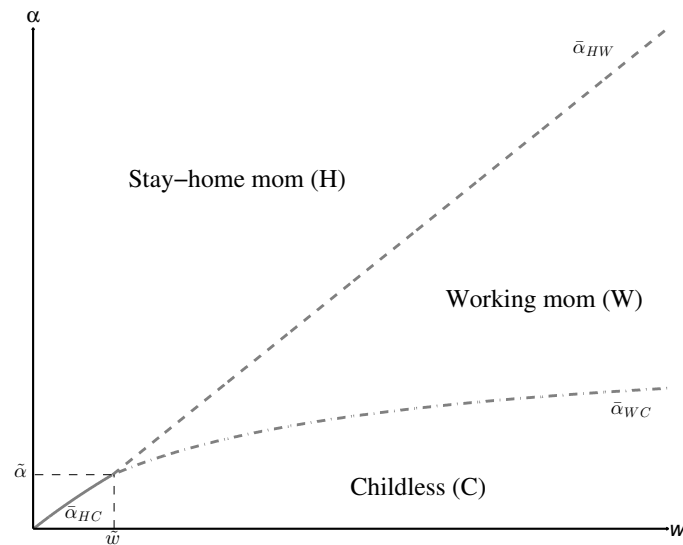 α
ᾱ_HW
Stay–home mom (H)
Working mom (W)
ᾱ_WC
α̃
Childless (C)
ᾱ_HC
w̃
w